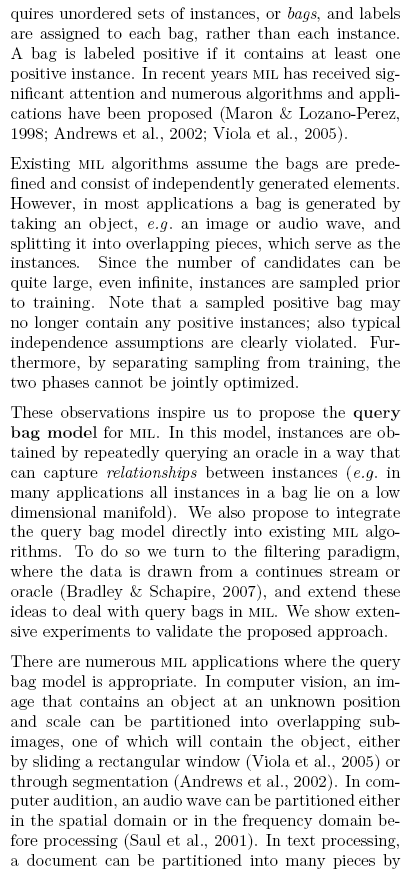 quires unordered sets of instances, or bags, and labels
are assigned to each bag, rather than each instance.
A bag is labeled positive if it contains at least one
positive instance. In recent years MIL has received sig-
nificant attention and numerous algorithms and appli-
cations have been proposed (Maron & Lozano-Perez,
1998; Andrews et al., 2002; Viola et al., 2005).
Existing MIL algorithms assume the bags are prede-
fined and consist of independently generated elements.
However, in most applications a bag is generated by
taking an object, e.g. an image or audio wave, and
splitting it into overlapping pieces, which serve as the
instances. Since the number of candidates can be
quite large, even infinite, instances are sampled prior
to training. Note that a sampled positive bag may
no longer contain any positive instances; also typical
independence assumptions are clearly violated. Fur-
thermore, by separating sampling from training, the
two phases cannot be jointly optimized.
These observations inspire us to propose the query
bag model for MIL. In this model, instances are ob-
tained by repeatedly querying an oracle in a way that
can capture relationships between instances (e.g. in
many applications all instances in a bag lie on a low
dimensional manifold). We also propose to integrate
the query bag model directly into existing MIL algo-
rithms. To do so we turn to the filtering paradigm,
where the data is drawn from a continues stream or
oracle (Bradley & Schapire, 2007), and extend these
ideas to deal with query bags in MIL. We show exten-
sive experiments to validate the proposed approach.
There are numerous MIL applications where the query
bag model is appropriate. In computer vision, an im-
age that contains an object at an unknown position
and scale can be partitioned into overlapping sub-
images, one of which will contain the object, either
by sliding a rectangular window (Viola et al., 2005) or
through segmentation (Andrews et al., 2002). In com-
puter audition, an audio wave can be partitioned either
in the spatial domain or in the frequency domain be-
fore processing (Saul et al., 2001). In text processing,
a document can be partitioned into many pieces by